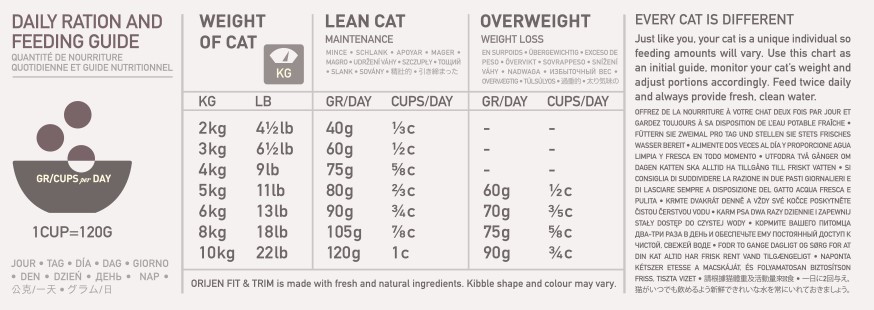 DAILY RATION AND
FEEDING GUIDE
QUANTITÉ DE NOURRITURE
QUOTIDIENNE ET GUIDE NUTRITIONNEL
GR/CUPS per DAY
1CUP=120G
JOUR • TAG • DÍA • DAG • GIORNO
• DEN • DZIEŃ • ДЕНЬ • NAP •
公克/一天 • グラム/日
WEIGHT
OF CAT
KG
LEAN CAT
MAINTENANCE
MINCE • SCHLANK • APOYAR • MAGER •
MAGRO • UDRŽENÍ VÁHY • SZCZUPŁY • ТОЩИЙ
• SLANK • SOVÁNY • 精壯的 • 引き締まった
OVERWEIGHT
WEIGHT LOSS
EN SURPOIDS • ÜBERGEWICHTIG • EXCESO DE
PESO • ÖVERVIKT • SOVRAPPESO • SNÍŽENÍ
VÁHY • NADWAGA • ИЗБЫТОЧНЫЙ ВЕС •
OVERVÆGTIG • TÚLSÚLYOS • 過重的 • 太り気味の
KG LB GR/DAY CUPS/DAY GR/DAY CUPS/DAY
2kg 4½lb 40g ⅓c - -
3kg 6½lb 60g ½c - -
4kg 9lb 75g ⅝c - -
5kg 11lb 80g ⅔c 60g ½c
6kg 13lb 90g ¾c 70g ⅗c
8kg 18lb 105g ⅞c 75g ⅝c
10kg 22lb 120g 1c 90g ¾c
ORIJEN FIT & TRIM is made with fresh and natural ingredients. Kibble shape and colour may vary.
EVERY CAT IS DIFFERENT
Just like you, your cat is a unique individual so
feeding amounts will vary. Use this chart as
an initial guide, monitor your cat's weight and
adjust portions accordingly. Feed twice daily
and always provide fresh, clean water.
OFFREZ DE LA NOURRITURE À VOTRE CHAT DEUX FOIS PAR JOUR ET
GARDEZ TOUJOURS À SA DISPOSITION DE L'EAU POTABLE FRAÎCHE •
FÜTTERN SIE ZWEIMAL PRO TAG UND STELLEN SIE STETS FRISCHES
WASSER BEREIT • ALIMENTE DOS VECES AL DÍA Y PROPORCIONE AGUA
LIMPIA Y FRESCA EN TODO MOMENTO • UTFODRA TVÅ GÅNGER OM
DAGEN KATTEN SKA ALLTID HA TILLGÅNG TILL FRISKT VATTEN • SI
CONSIGLIA DI SUDDIVIDERE LA RAZIONE IN DUE PASTI GIORNALIERI E
DI LASCIARE SEMPRE A DISPOSIZIONE DEL GATTO ACQUA FRESCA E
PULITA • KRMTE DVAKRÁT DENNĚ A VŽDY SVÉ KOČCE POSKYTNĚTE
ČISTOU ČERSTVOU VODU • KARM PSA DWA RAZY DZIENNIE I ZAPEWNIJ
STAŁY DOSTĘP DO CZYSTEJ WODY • КОРМИТЕ ВАШЕГО ПИТОМЦА
ДВА-ТРИ РАЗА В ДЕНЬ И ОБЕСПЕЧЬТЕ ЕМУ ПОСТОЯННЫЙ ДОСТУП К
ЧИСТОЙ, СВЕЖЕЙ ВОДЕ • FODR TO GANGE DAGLIGT OG SØRG FOR AT
DIN KAT ALTID HAR FRISK RENT VAND TILGÆNGELIGT • NAPONTA
KÉTSZER ETESSE A MACSKÁJÁT, ÉS FOLYAMATOSAN BIZTOSÍTSON
FRISS, TISZTA VIZET • 請根據貓體重及活動量來回食 • 一日に2回与え、
猫がいつでも飲めるよう新鮮できれいな水を常にいれておきましょう。